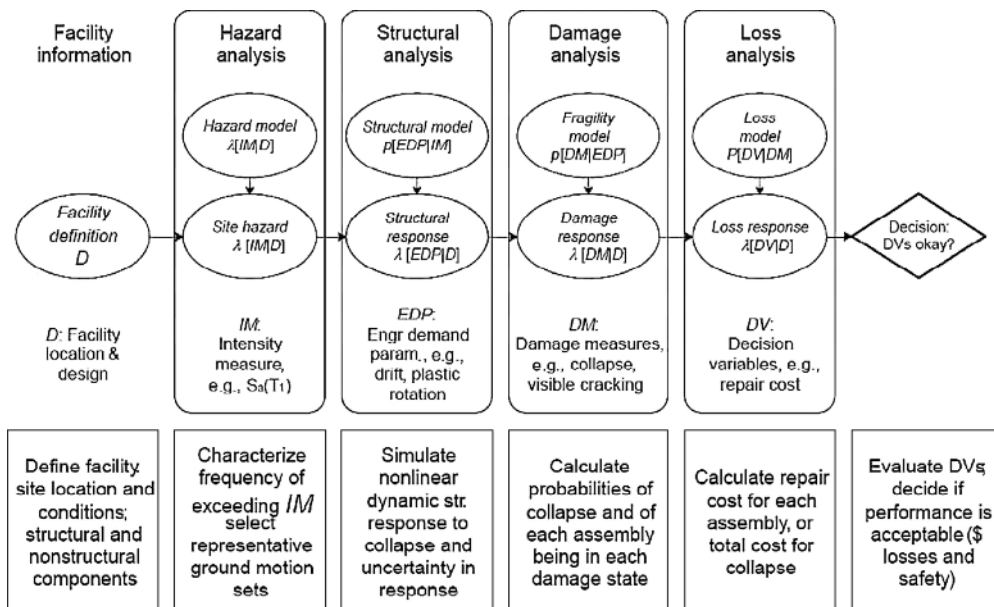 Facility
information
Hazard
analysis
Structural
analysis
Damage
analysis
Loss
analysis
Hazard model
λ[IM|D]
Structural model
p[EDP|IM]
Fragility
model
p[DM|EDP]
Loss
model
P[DV|DM]
Facility
definition
D
Site hazard
λ [IM|D]
Structural
response
λ [EDP|D]
Damage
response
λ [DM|D]
Loss response
λ[DV|D]
Decision:
DVs okay?
D: Facility
location &
design
IM:
Intensity
measure,
e.g., Sa(T1)
EDP:
Engr demand
param., e.g.,
drift, plastic
rotation
DM:
Damage measures,
e.g., collapse,
visible cracking
DV:
Decision
variables, e.g.,
repair cost
Define facility.
site location and
conditions;
structural and
nonstructural
components
Characterize
frequency of
exceeding IM
select
representative
ground motion
sets
Simulate
nonlinear
dynamic str.
response to
collapse and
uncertainty in
response
Calculate
probabilities of
collapse and of
each assembly
being in each
damage state
Calculate repair
cost for each
assembly, or
total cost for
collapse
Evaluate DVs;
decide if
performance is
acceptable ($
losses and
safety)